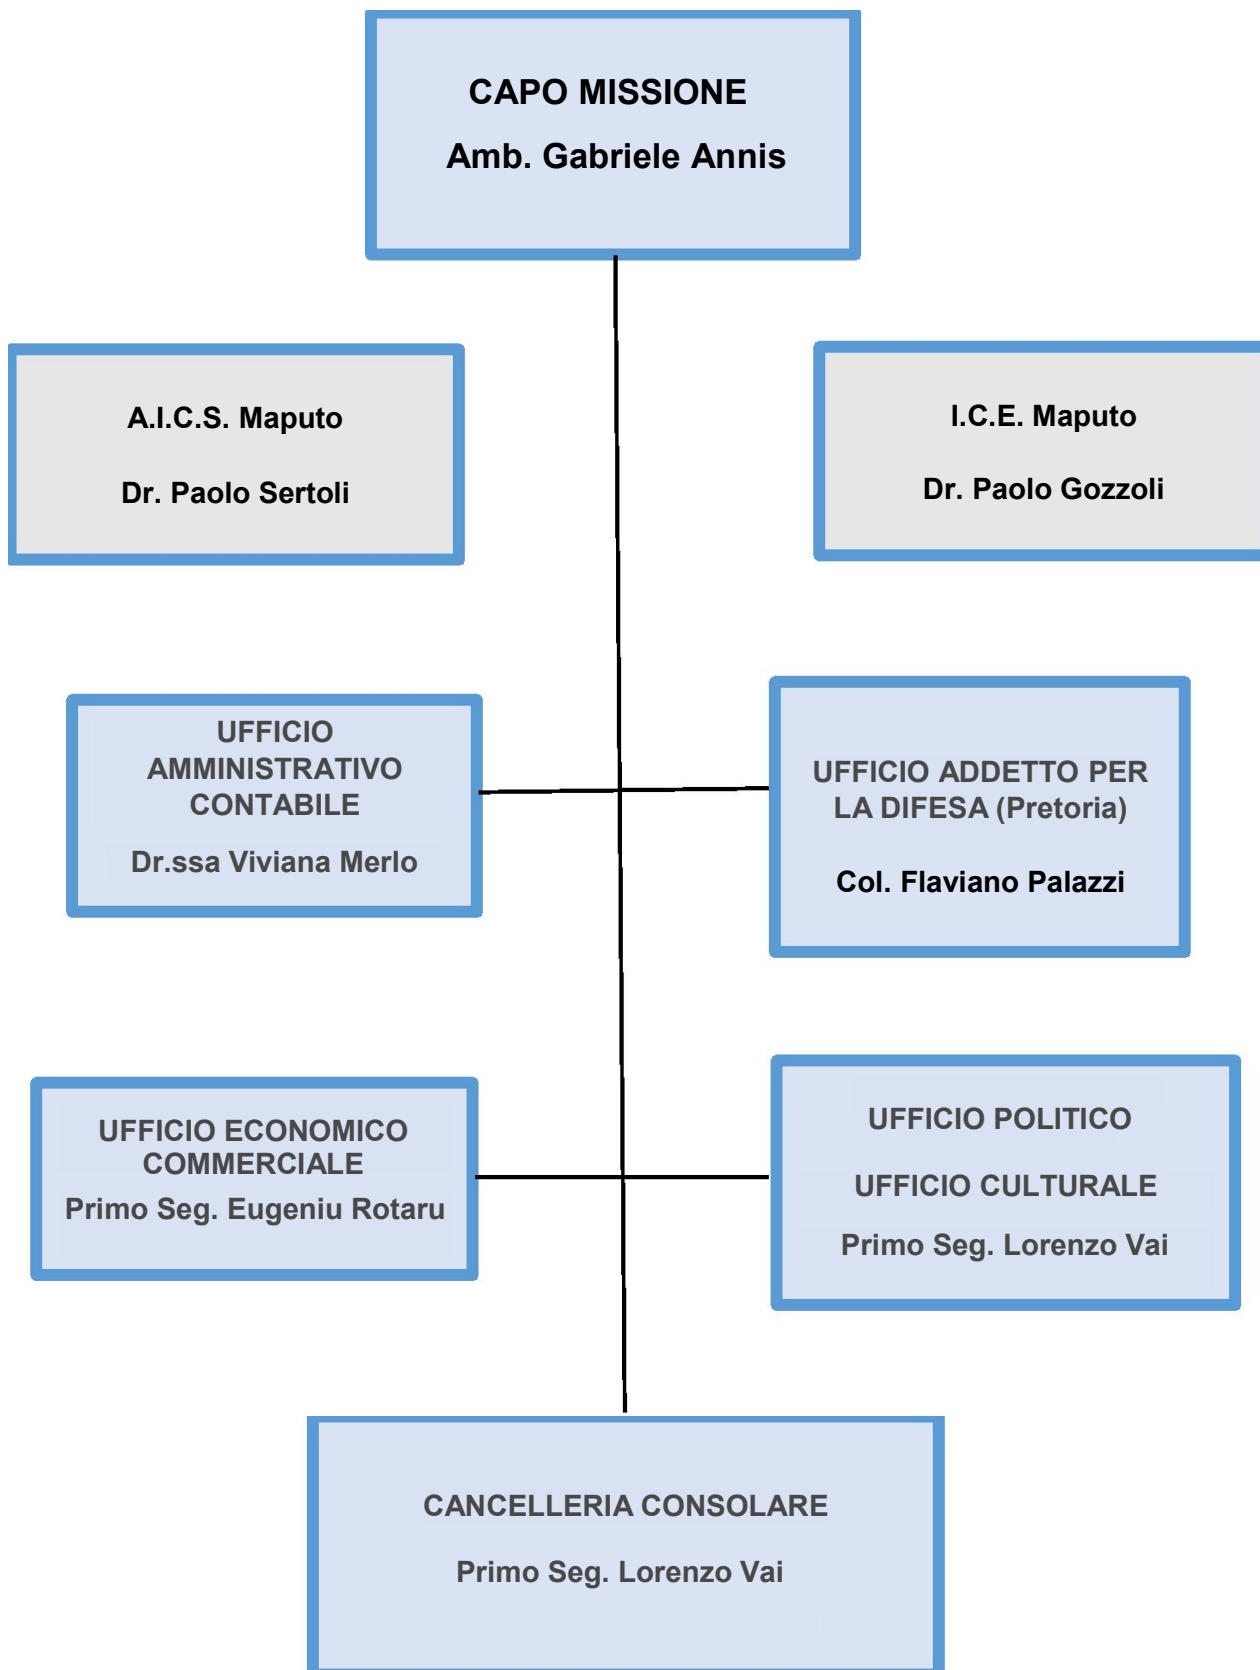 CAPO MISSIONE
Amb. Gabriele Annis
A.I.C.S. Maputo
Dr. Paolo Sertoli
I.C.E. Maputo
Dr. Paolo Gozzoli
UFFICIO
AMMINISTRATIVO
CONTABILE
Dr.ssa Viviana Merlo
UFFICIO ADDETTO PER
LA DIFESA (Pretoria)
Col. Flaviano Palazzi
UFFICIO ECONOMICO
COMMERCIALE
Primo Seg. Eugeniu Rotaru
UFFICIO POLITICO
UFFICIO CULTURALE
Primo Seg. Lorenzo Vai
CANCELLERIA CONSOLARE
Primo Seg. Lorenzo Vai